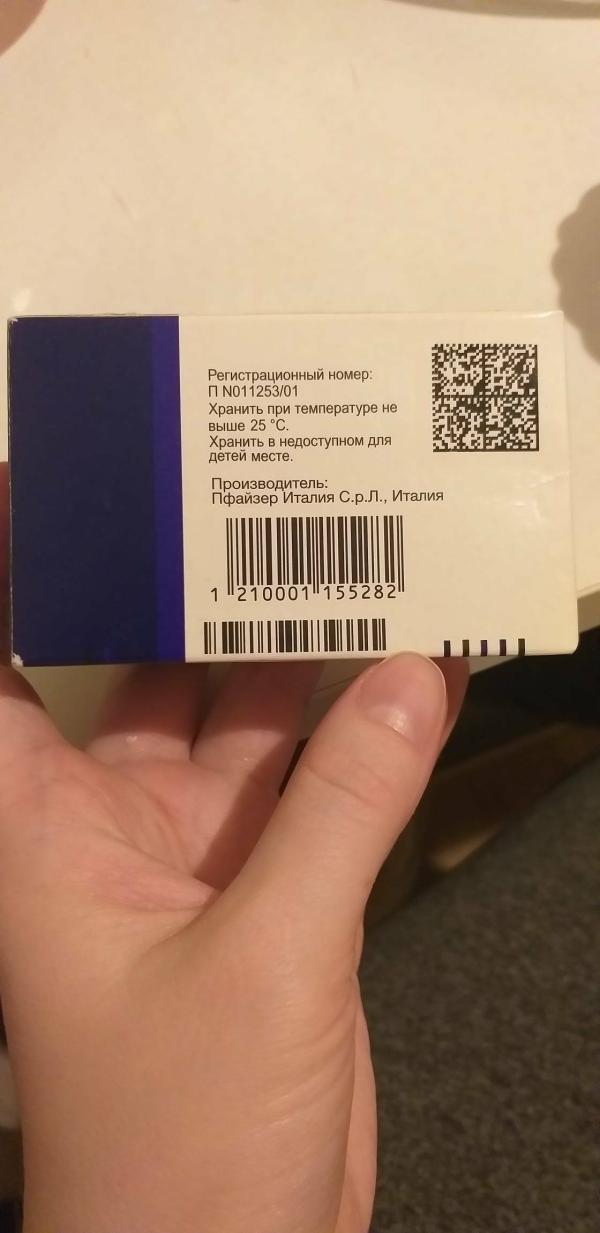 Регистрационный номер:
П N011253/01
Хранить при температуре не
выше 25 °С.
Хранить в недоступном для
детей месте.
Производитель:
Пфайзер Италия С.р.Л., Италия
1 210001 155282